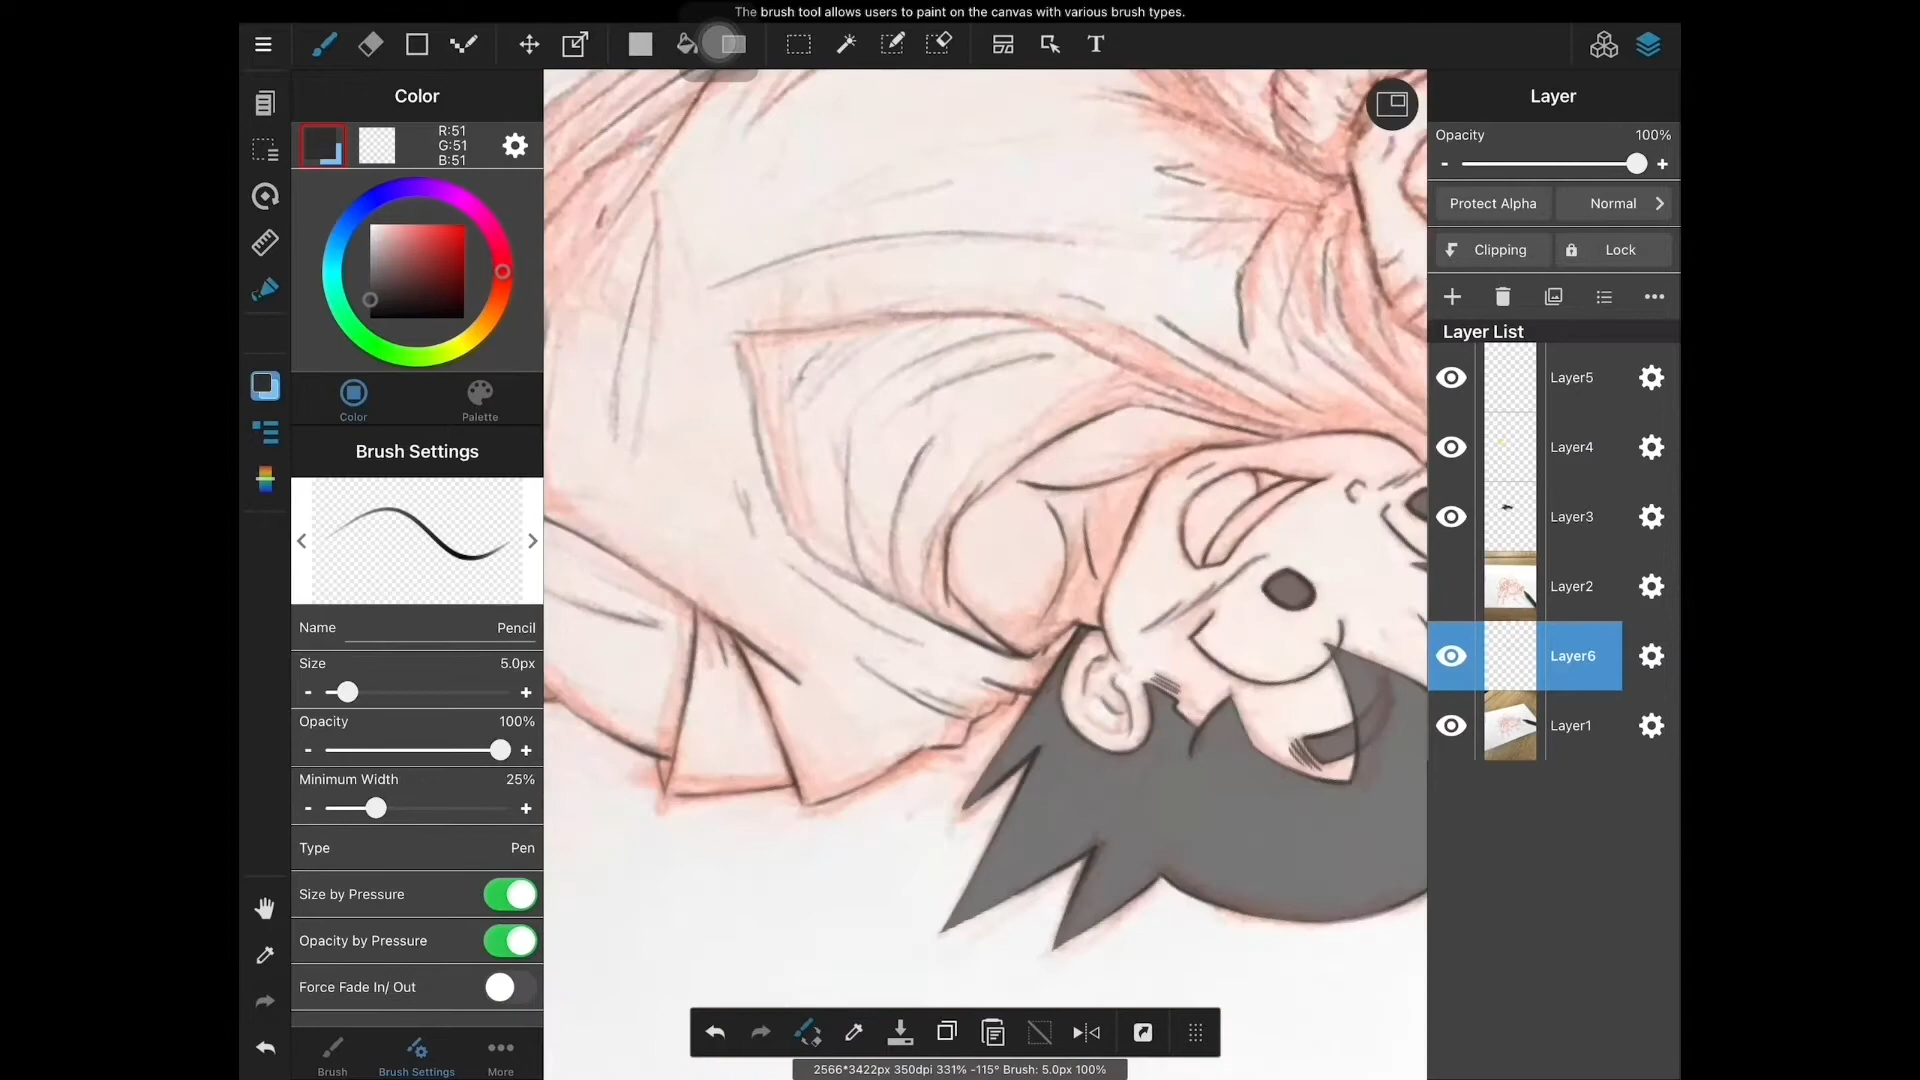 The brush tool allows users to paint on the canvas with various brush types.
T
Color
R:51
G:51
B:51
Color
Palette
Brush Settings
Name Pencil
Size 5.0px
- +
Opacity 100%
- +
Minimum Width 25%
- +
Type Pen
Size by Pressure
Opacity by Pressure
Force Fade In/ Out
Brush
Brush Settings
More
2566*3422px 350dpi 331% -115° Brush: 5.0px 100%
Layer
Opacity 100%
- +
Protect Alpha
Normal
Clipping
Lock
Layer List
Layer5
Layer4
Layer3
Layer2
Layer6
Layer1